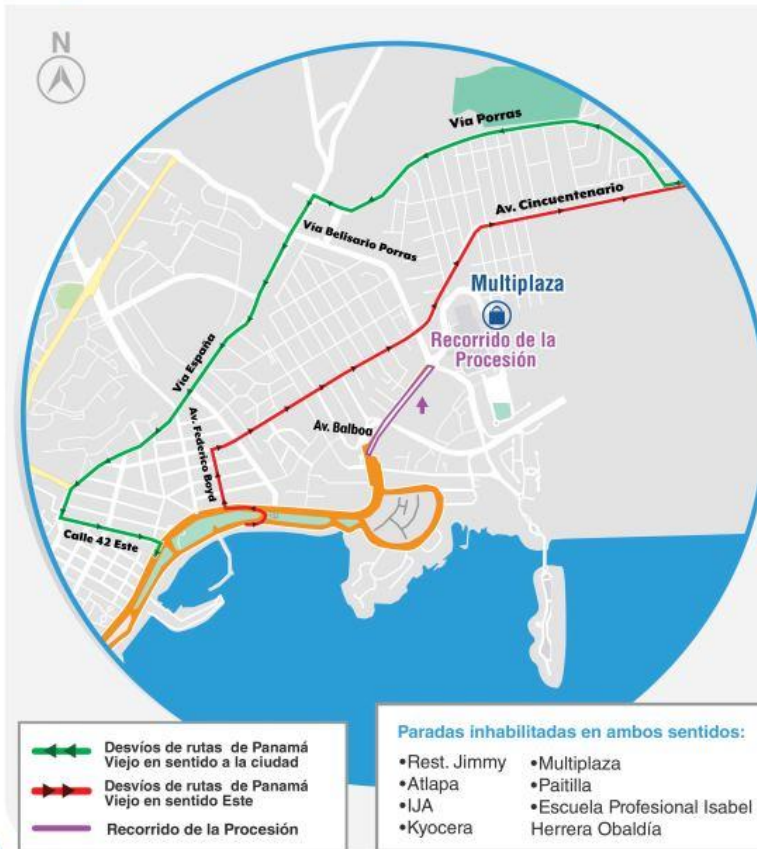 N
Vía Porras
Av. Cincuentenario
Vía Belisario Porras
Multiplaza
Recorrido de la
Procesión
Vía España
Av. Federico Boyd
Av. Balboa
Calle 42 Este
Desvíos de rutas de Panamá
Viejo en sentido a la ciudad
Desvíos de rutas de Panamá
Viejo en sentido Este
Recorrido de la Procesión
Paradas inhabilitadas en ambos sentidos:
•Rest. Jimmy
•Atlapa
•IJA
•Kyocera
•Multiplaza
•Paitilla
•Escuela Profesional Isabel
Herrera Obaldía